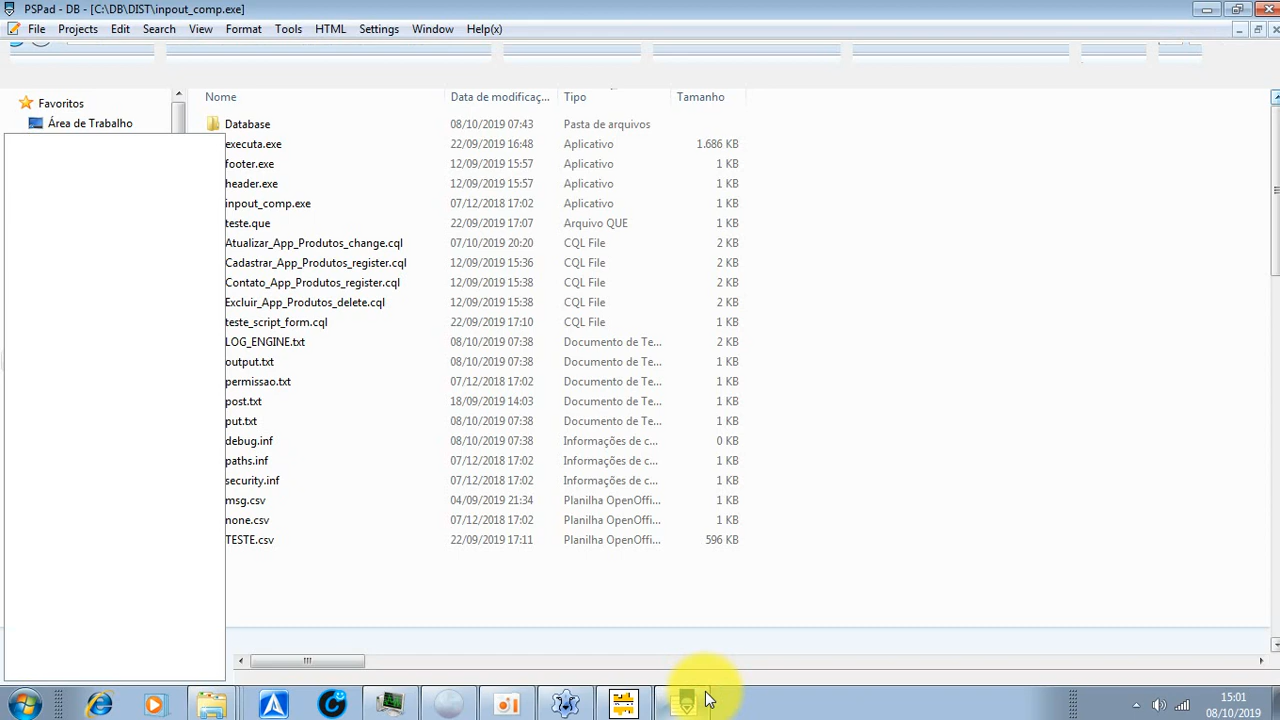 PSPad - DB - [C:\DB\DIST\inpout_comp.exe]
File Projects Edit Search View Format Tools HTML Settings Window Help(s)
Favoritos
Área de Trabalho
Nome Data de modificaç... Tipo Tamanho
Database 08/10/2019 07:43 Pasta de arquivos
executa.exe 22/09/2019 16:48 Aplicativo 1.686 KB
footer.exe 12/09/2019 15:57 Aplicativo 1 KB
header.exe 12/09/2019 15:57 Aplicativo 1 KB
inpout_comp.exe 07/12/2018 17:02 Aplicativo 1 KB
teste.que 22/09/2019 17:07 Arquivo QUE 1 KB
Atualizar_App_Produtos_change.cql 07/10/2019 20:20 CQL File 2 KB
Cadastrar_App_Produtos_register.cql 12/09/2019 15:36 CQL File 2 KB
Contato_App_Produtos_register.cql 12/09/2019 15:38 CQL File 2 KB
Excluir_App_Produtos_delete.cql 12/09/2019 15:38 CQL File 2 KB
teste_script_form.cql 22/09/2019 17:10 CQL File 1 KB
LOG_ENGINE.txt 08/10/2019 07:38 Documento de Te... 2 KB
output.txt 08/10/2019 07:38 Documento de Te... 1 KB
permissao.txt 07/12/2018 17:02 Documento de Te... 1 KB
post.txt 18/09/2019 14:03 Documento de Te... 1 KB
put.txt 08/10/2019 07:38 Documento de Te... 1 KB
debug.inf 08/10/2019 07:38 Informações de c... 0 KB
paths.inf 07/12/2018 17:02 Informações de c... 1 KB
security.inf 07/12/2018 17:02 Informações de c... 1 KB
msg.csv 04/09/2019 21:34 Planilha OpenOffi... 1 KB
none.csv 07/12/2018 17:02 Planilha OpenOffi... 1 KB
TESTE.csv 22/09/2019 17:11 Planilha OpenOffi... 596 KB
15:01
08/10/2019